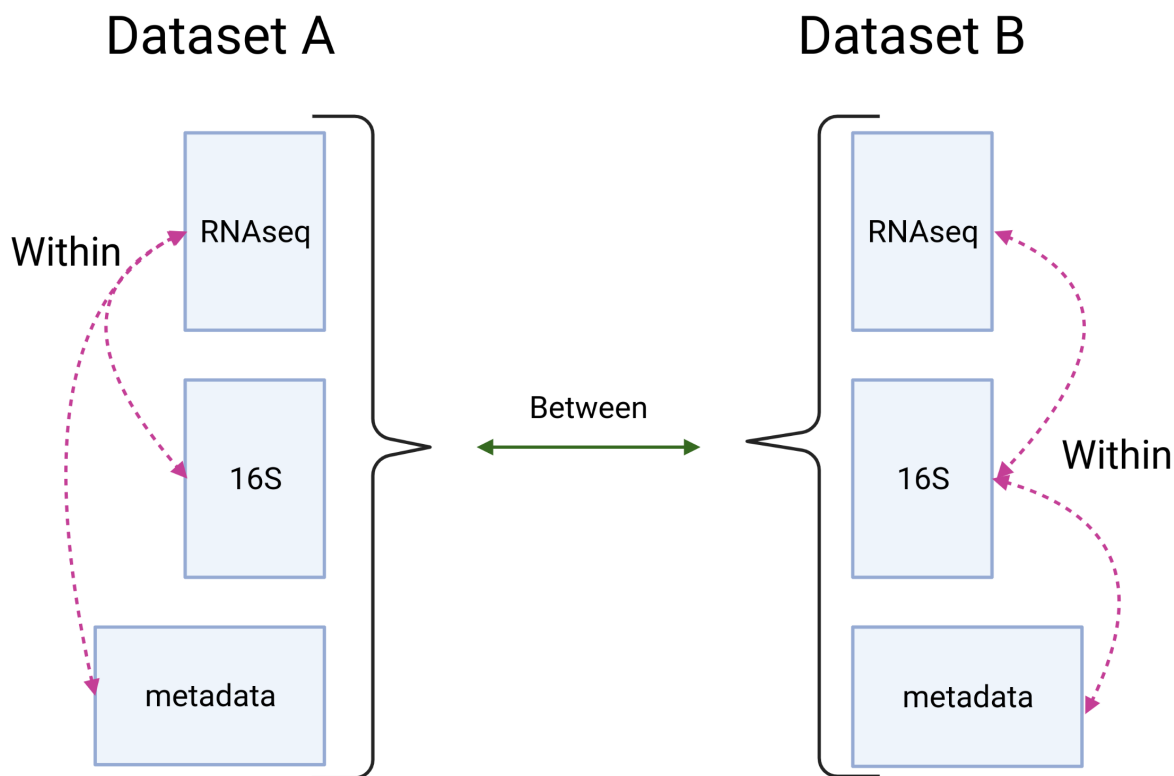 Dataset A
Dataset B
RNAseq
RNAseq
Within
Between
16S
16S
Within
metadata
metadata